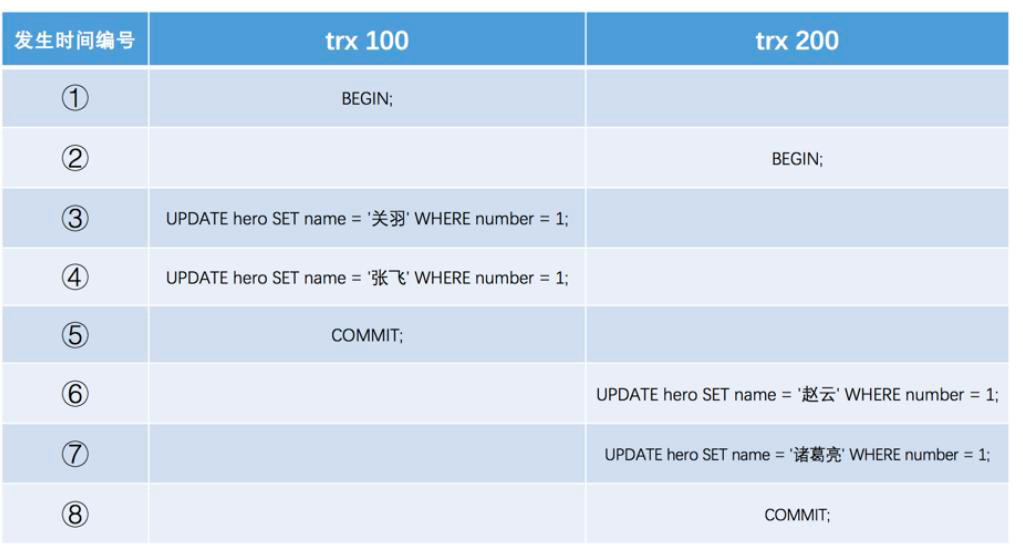 发生时间编号 trx 100 trx 200
① BEGIN;
② BEGIN;
③ UPDATE hero SET name = '关羽' WHERE number = 1;
④ UPDATE hero SET name = '张飞' WHERE number = 1;
⑤ COMMIT;
⑥ UPDATE hero SET name = '赵云' WHERE number = 1;
⑦ UPDATE hero SET name = '诸葛亮' WHERE number = 1;
⑧ COMMIT;